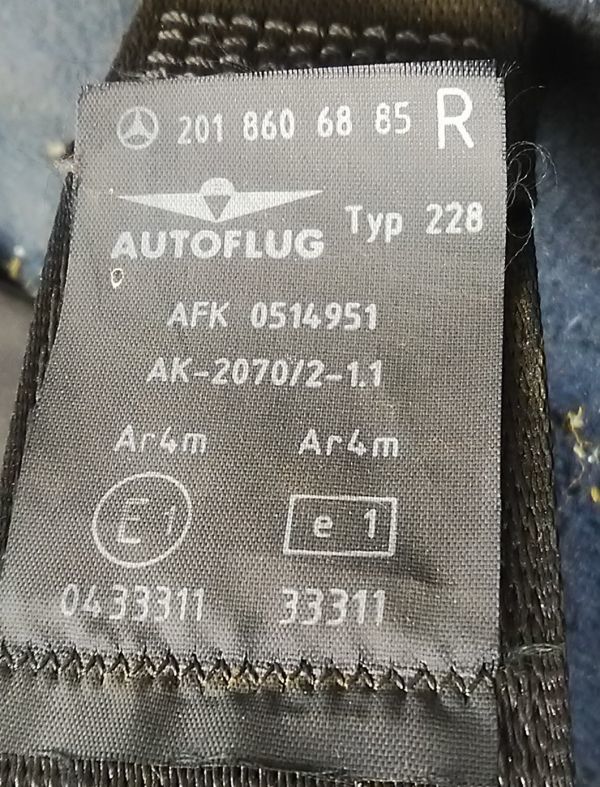 201 860 68 85 R
AUTOFLUG Typ 228
AFK 0514951
AK-2070/2-1.1
Ar4m Ar4m
E1 e 1
0433311 33311